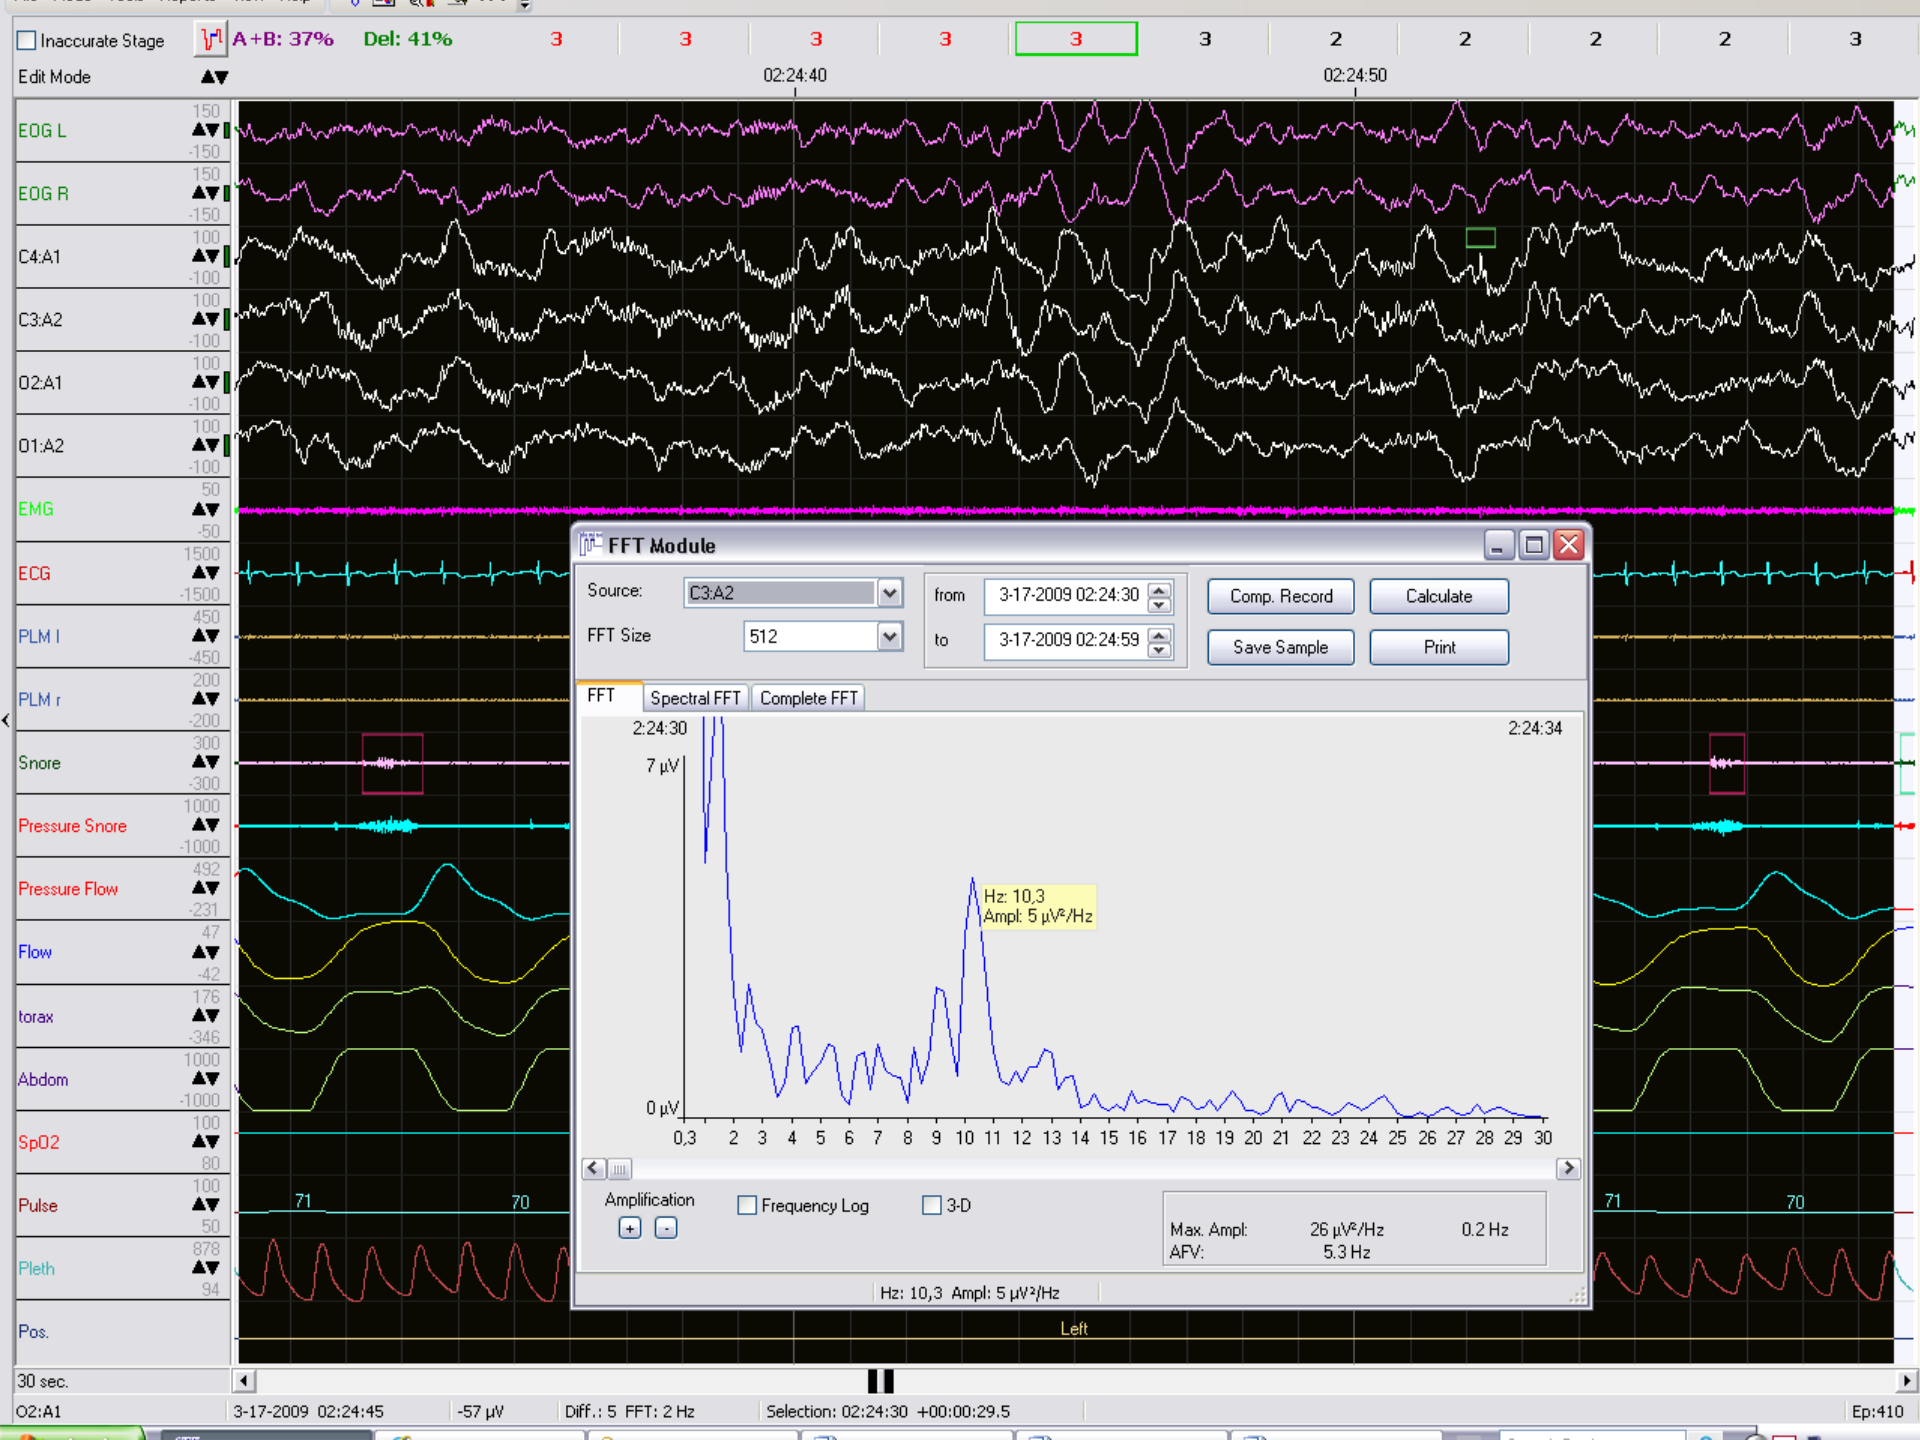 Inaccurate Stage A+B: 37% Del: 41% 3 3 3 3 3 3 2 2 2 2 3
Edit Mode 02:24:40 02:24:50
150
EOG L
-150
150
EOG R
-150
100
C4:A1
-100
100
C3:A2
-100
100
O2:A1
-100
100
O1:A2
-100
50
EMG
-50
1500
ECG
-1500
450
PLM l
-450
200
PLM r
-200
300
Snore
-300
1000
Pressure Snore
-1000
492
Pressure Flow
-231
47
Flow
-42
176
torax
-346
1000
Abdom
-1000
100
SpO2
80
100
Pulse 71 70 71 70
50
878
Pleth
94
Pos. Left
FFT Module
Source: C3:A2 from 3-17-2009 02:24:30 Comp. Record Calculate
FFT Size 512 to 3-17-2009 02:24:59 Save Sample Print
FFT Spectral FFT Complete FFT
2:24:30 2:24:34
7 µV
Hz: 10,3
Ampl: 5 µV²/Hz
0 µV
0,3 2 3 4 5 6 7 8 9 10 11 12 13 14 15 16 17 18 19 20 21 22 23 24 25 26 27 28 29 30
Amplification Frequency Log 3-D
+ -
Max. Ampl: 26 µV²/Hz 0.2 Hz
AFV: 5.3 Hz
Hz: 10,3 Ampl: 5 µV²/Hz
30 sec.
O2:A1 3-17-2009 02:24:45 -57 µV Diff.: 5 FFT: 2 Hz Selection: 02:24:30 +00:00:29.5 Ep:410